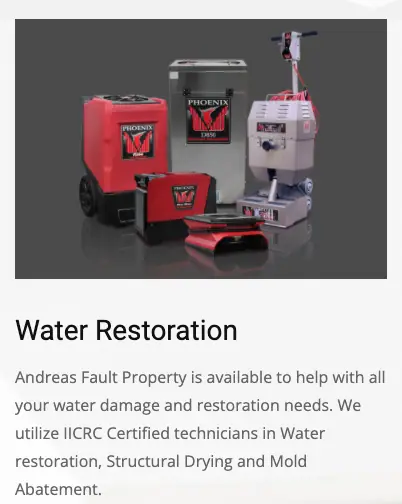 PHOENIX
PHOENIX
D850
PHOENIX
Water Restoration
Andreas Fault Property is available to help with all
your water damage and restoration needs. We
utilize IICRC Certified technicians in Water
restoration, Structural Drying and Mold
Abatement.